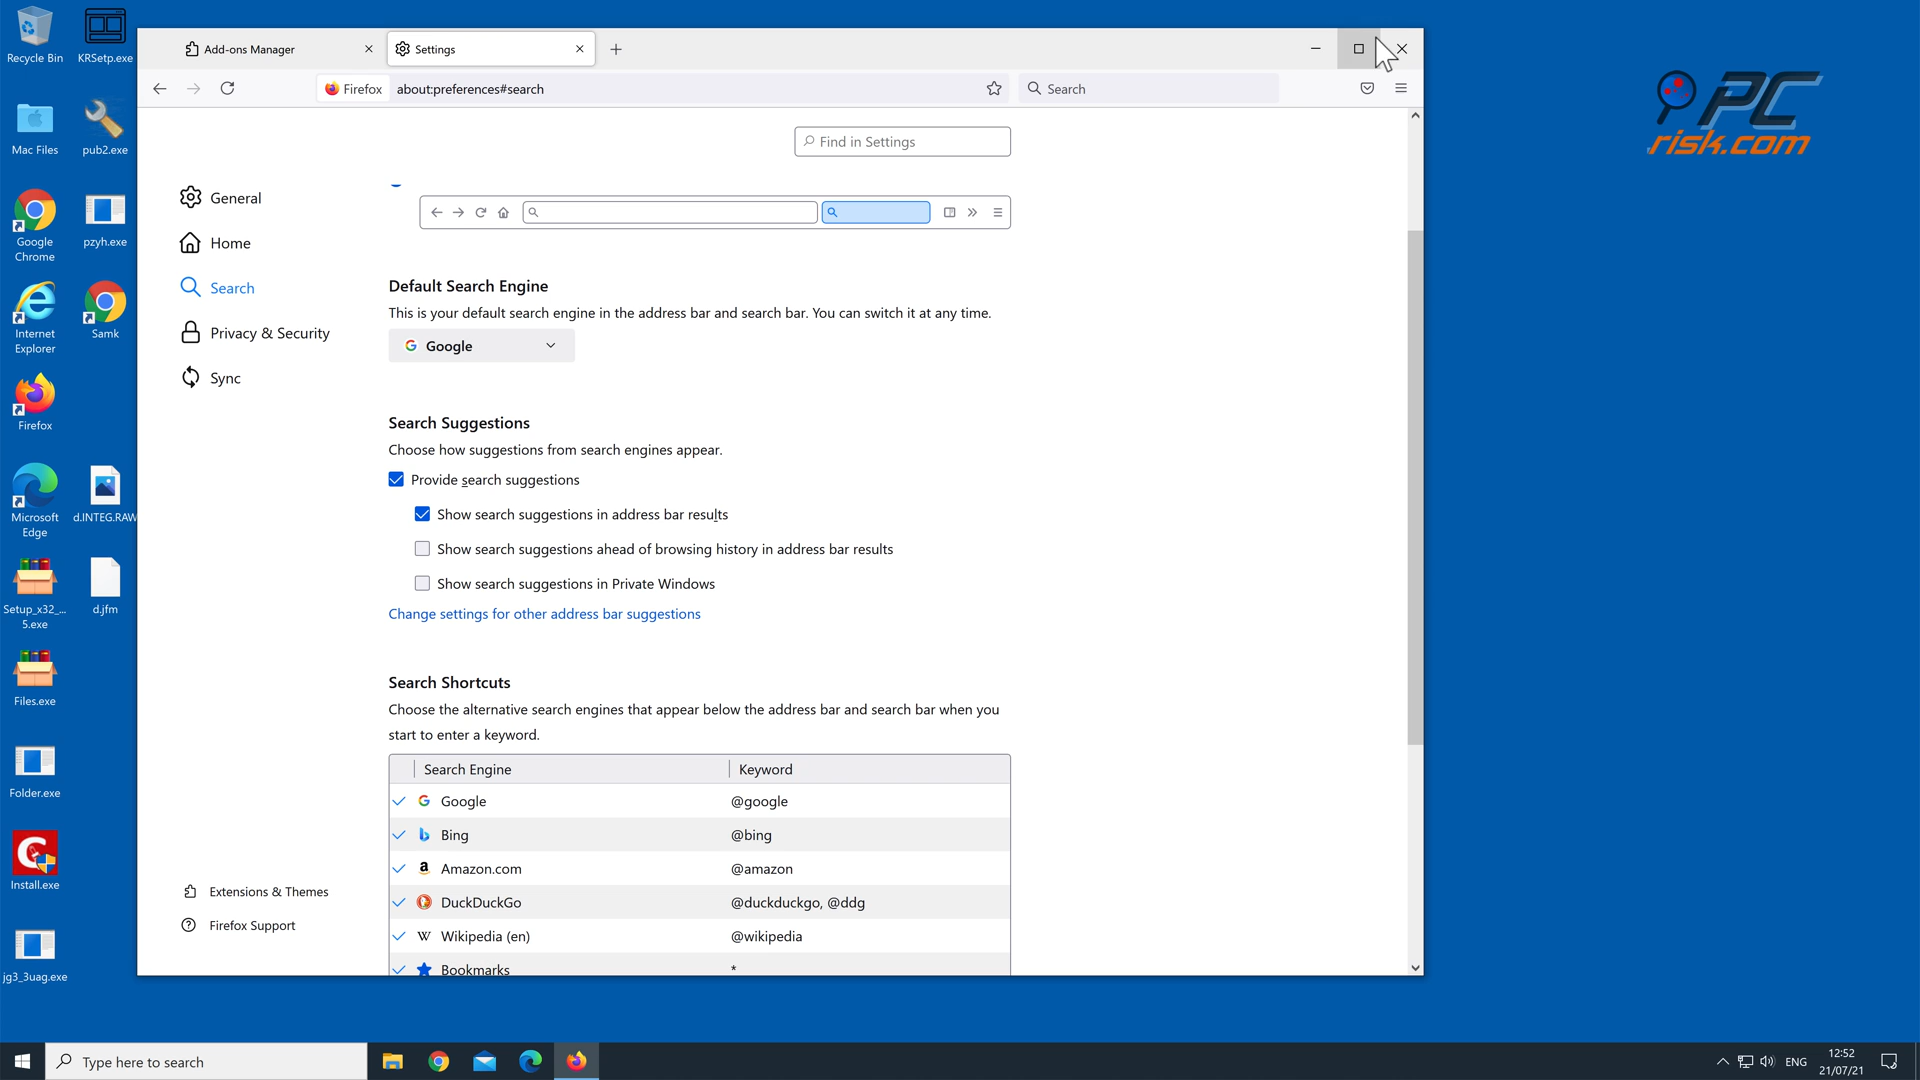 Recycle Bin
KRSetp.exe
Mac Files
pub2.exe
Google
Chrome
pzyh.exe
Internet
Explorer
Samk
Firefox
Microsoft
Edge
d.INTEG.RAW
Setup_x32_...
5.exe
d.jfm
Files.exe
Folder.exe
Install.exe
jg3_3uag.exe
Add-ons Manager
Settings
Firefox
about:preferences#search
Search
Find in Settings
General
Home
Search
Privacy & Security
Sync
Extensions & Themes
Firefox Support
Default Search Engine
This is your default search engine in the address bar and search bar. You can switch it at any time.
Google
Search Suggestions
Choose how suggestions from search engines appear.
Provide search suggestions
Show search suggestions in address bar results
Show search suggestions ahead of browsing history in address bar results
Show search suggestions in Private Windows
Change settings for other address bar suggestions
Search Shortcuts
Choose the alternative search engines that appear below the address bar and search bar when you
start to enter a keyword.
Search Engine Keyword
Google @google
Bing @bing
Amazon.com @amazon
DuckDuckGo @duckduckgo, @ddg
Wikipedia (en) @wikipedia
Bookmarks *
PC
risk.com
Type here to search
ENG
12:52
21/07/21